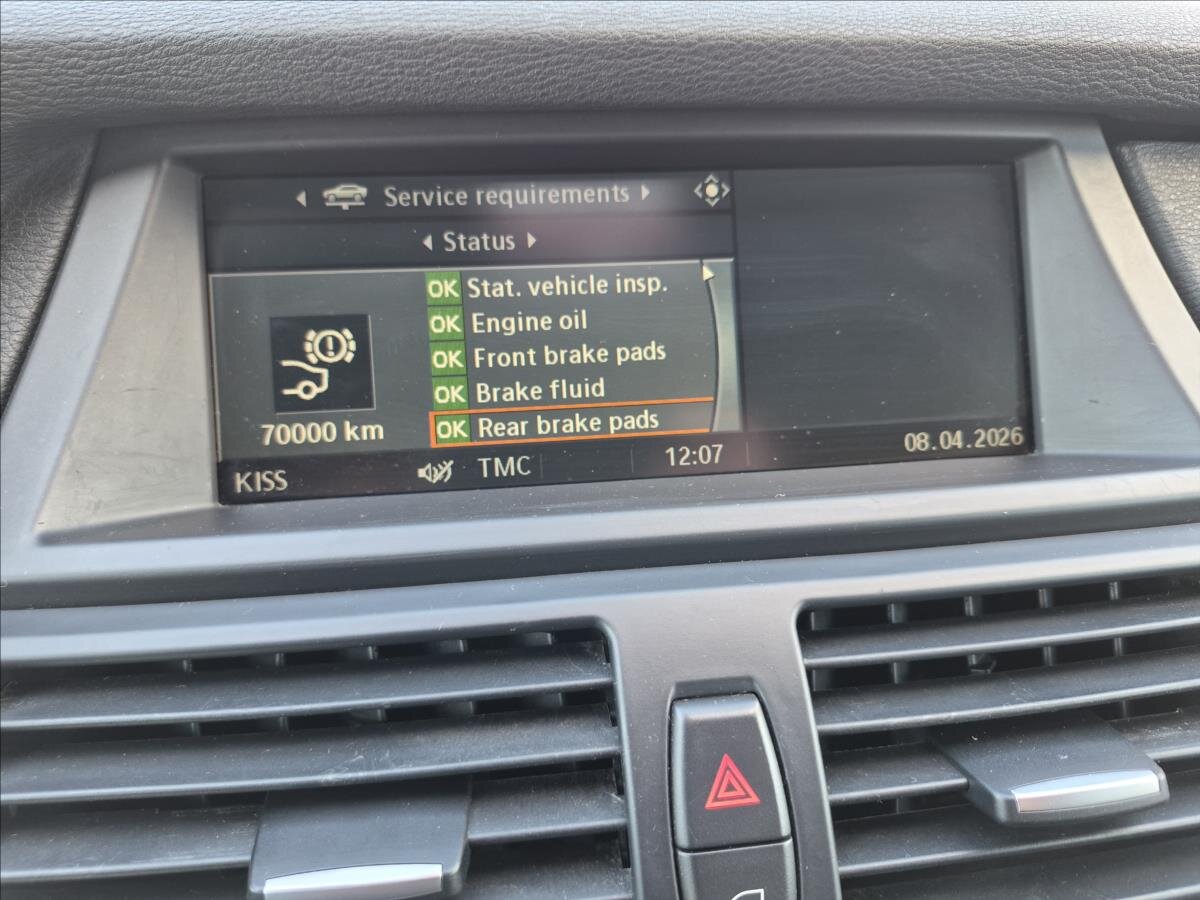 Service requirements
Status
OK Stat. vehicle insp.
OK Engine oil
OK Front brake pads
OK Brake fluid
OK Rear brake pads
70000 km
KISS TMC 12:07 08.04.2026